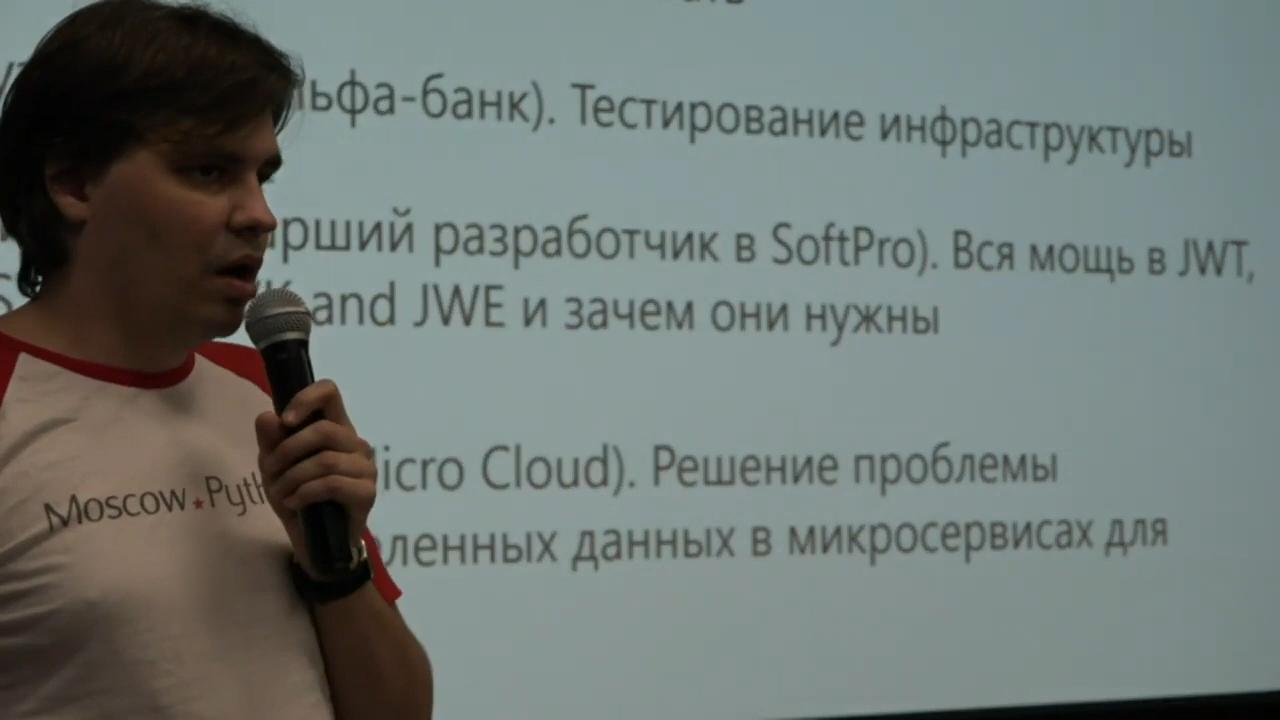 льфа-банк). Тестирование инфраструктуры
рший разработчик в SoftPro). Вся мощь в JWT,
and JWE и зачем они нужны
icro Cloud). Решение проблемы
ленных данных в микросервисах для
Moscow Pyth